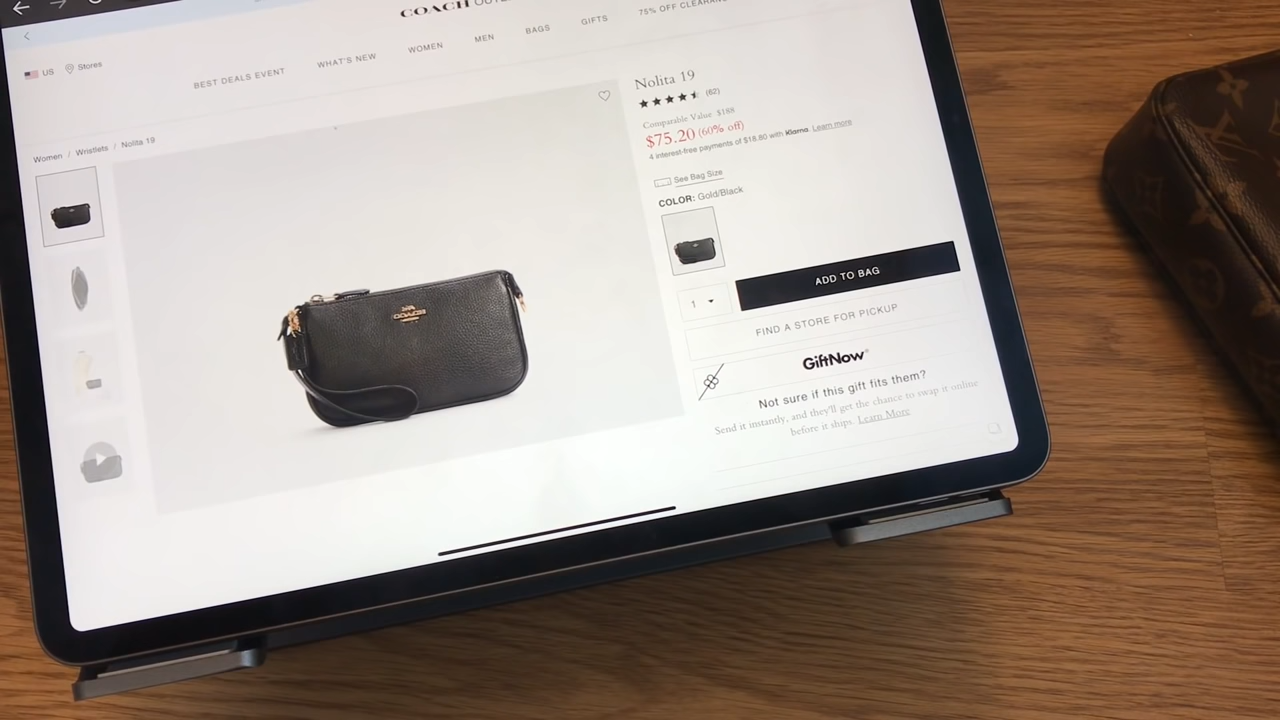 COACH
75% OFF CLEARANCE
US Stores
BEST DEALS EVENT WHAT'S NEW WOMEN MEN BAGS GIFTS
Women / Wristlets / Nolita 19
Nolita 19
(62)
Comparable Value $188
$75.20 (60% off)
4 interest-free payments of $18.80 with Klarna. Learn more
See Bag Size
COLOR: Gold/Black
COACH
1
ADD TO BAG
FIND A STORE FOR PICKUP
GiftNow®
Not sure if this gift fits them?
Send it instantly, and they'll get the chance to swap it online
before it ships. Learn More